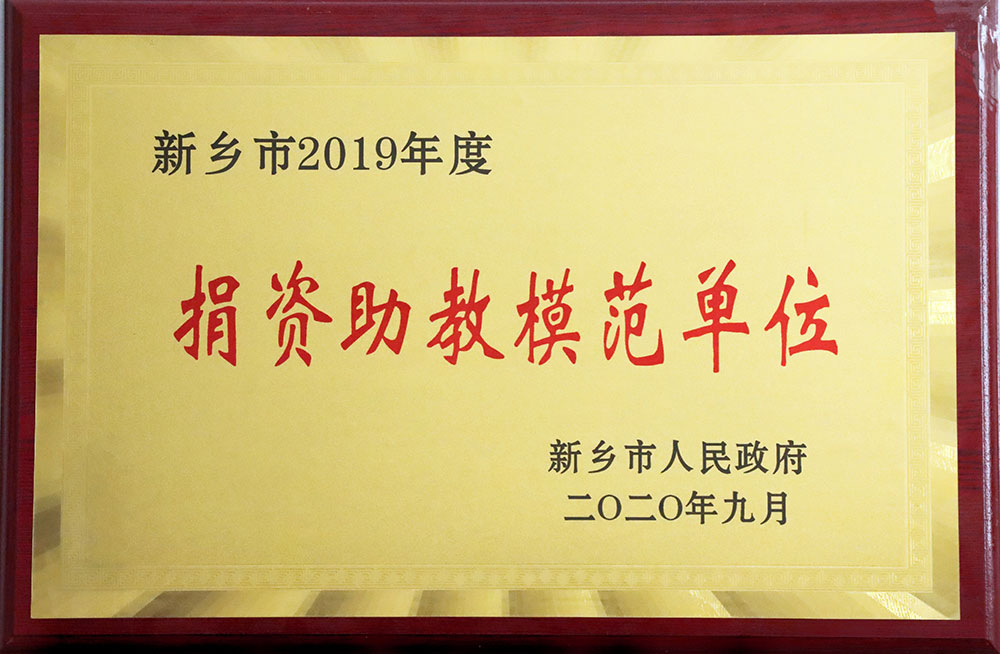 新乡市2019年度
捐资助教模范单位
新乡市人民政府
二〇二〇年九月